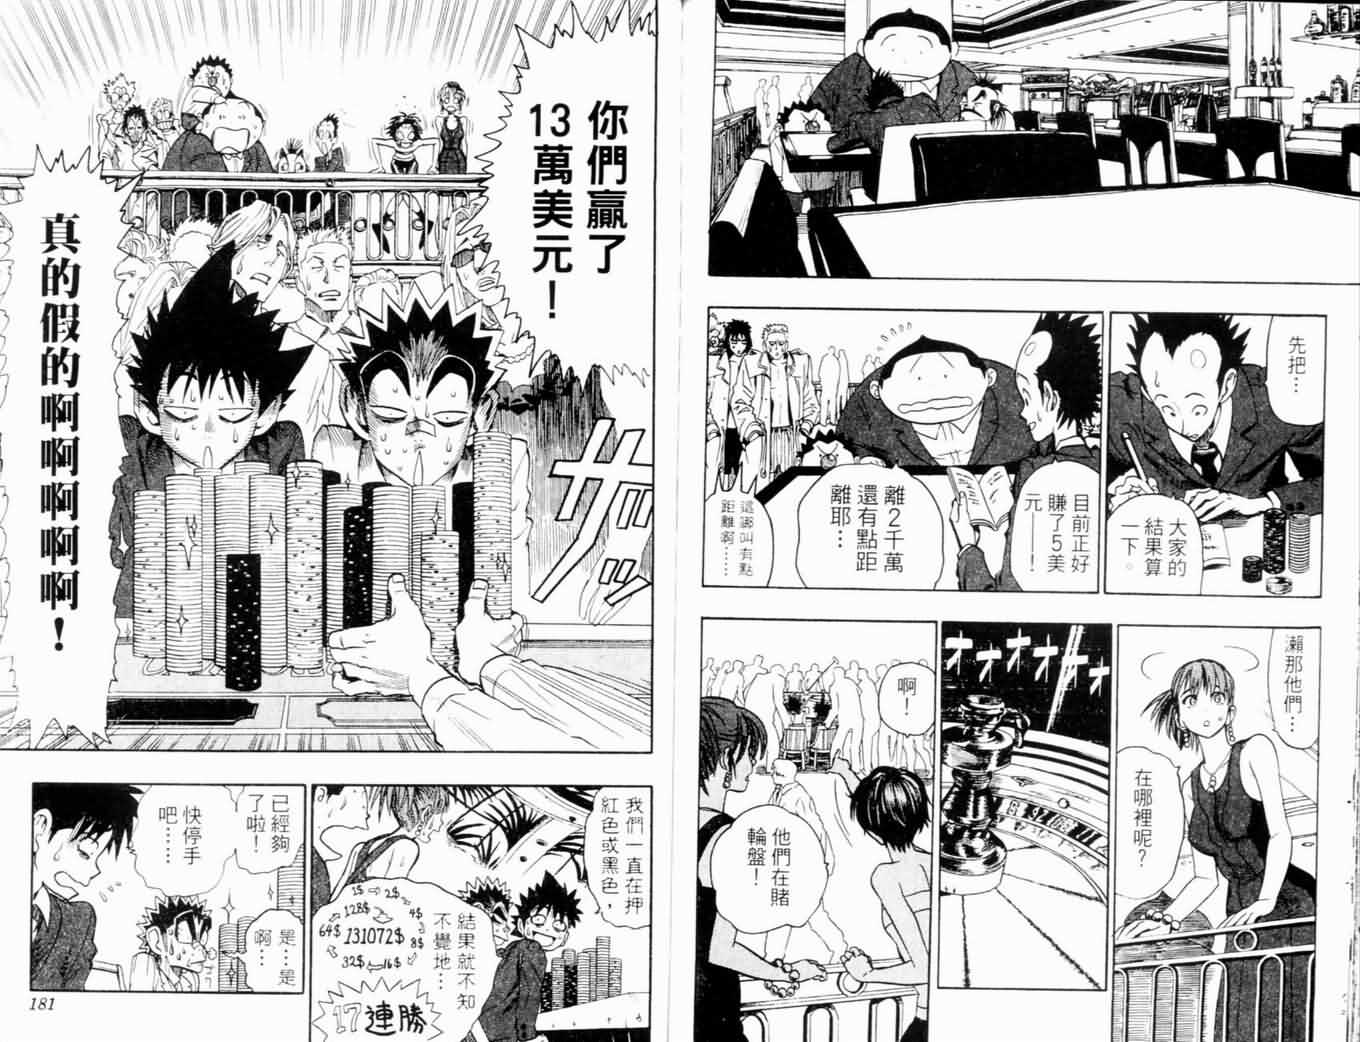 先把…
大家的
結果算
一下。
目前正好
賺了5美
元——！
離2千萬
還有點距
離耶…
這哪叫有點
距離啊……
瀨那他們…
在哪裡呢？
オオオオオオ
啊！
他們在賭
輪盤！
你們贏了
13萬美元！
真的假的啊啊啊啊啊！
ザッ
我們一直在押
紅色或黑色，
結果就不知
不覺地…
1$
2$
4$
8$
16$
32$
64$
128$
131072$
17連勝
已經夠
了啦！
快停手
吧……
是…是
啊…
181